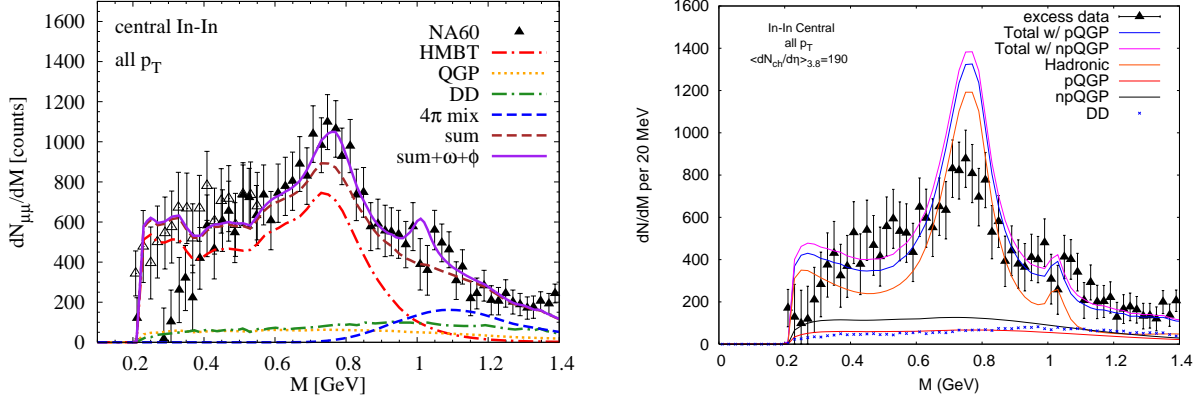 central In-In
all p_T
NA60
HMBT
QGP
DD
4π mix
sum
sum+ω+ϕ
dN_μμ/dM [counts]
1400
1200
1000
800
600
400
200
0
0.2 0.4 0.6 0.8 1 1.2 1.4
M [GeV]
In-In Central
all p_T
<dN_ch/dη>_3.8=190
excess data
Total w/ pQGP
Total w/ npQGP
Hadronic
pQGP
npQGP
DD
dN/dM per 20 MeV
1600
1400
1200
1000
800
600
400
200
0
0 0.2 0.4 0.6 0.8 1 1.2 1.4
M (GeV)